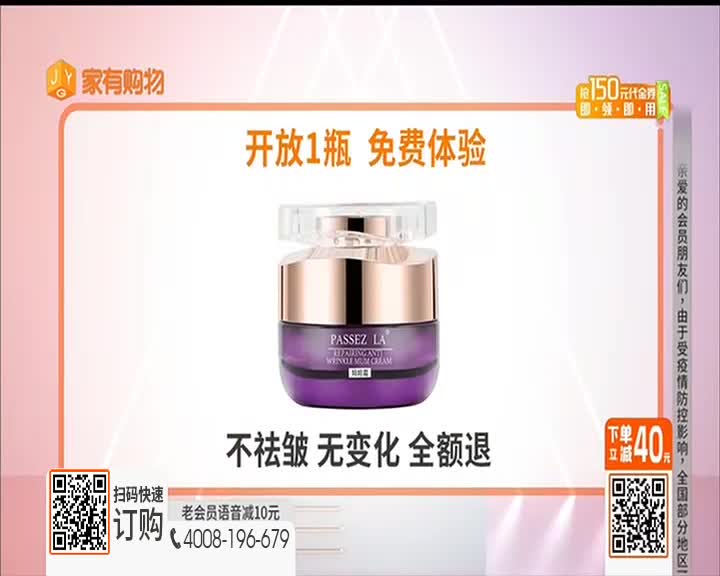 JYG
家有购物
抢150元代金券
即·领·即·用
SALE
开放1瓶 免费体验
PASSEZ LA®
REPAIRING ANTI
WRINKLE MUM CREAM
不祛皱 无变化 全额退
下单
立减40元
扫码快速
订购
老会员语音减10元
4008-196-679
亲爱的会员朋友们，由于受疫情防控影响，全国部分地区